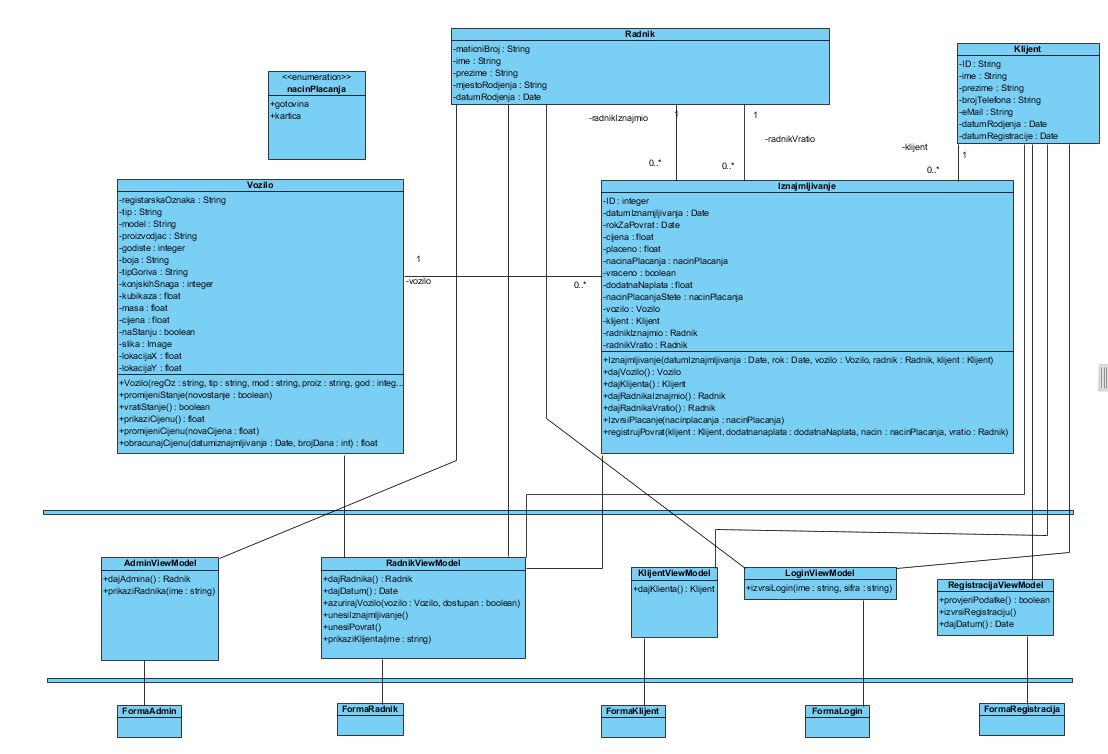 Radnik
-maticniBroj : String
-ime : String
-prezime : String
-mjestoRodjenja : String
-datumRodjenja : Date
Klijent
-ID : String
-ime : String
-prezime : String
-brojTelefona : String
-eMail : String
-datumRodjenja : Date
-datumRegistracije : Date
<<enumeration>>
nacinPlacanja
+gotovina
+kartica
-radnikIznajmio
1
0..*
1
-radnikVratio
0..*
-klijent
1
0..*
Vozilo
-registarskaOznaka : String
-tip : String
-model : String
-proizvodjac : String
-godiste : integer
-boja : String
-tipGoriva : String
-konjskihSnaga : integer
-kubikaza : float
-masa : float
-cijena : float
-naStanju : boolean
-slika : Image
-lokacijaX : float
-lokacijaY : float
+Vozilo(regOz : string, tip : string, mod : string, proiz : string, god : integ...
+promijeniStanje(novostanje : boolean)
+vratiStanje() : boolean
+prikaziCijenu() : float
+promijeniCijenu(novaCijena : float)
+obracunajCijenu(datumiznajmljivanja : Date, brojDana : int) : float
1
-vozilo
0..*
Iznajmljivanje
-ID : integer
-datumIznamjljivanja : Date
-rokZaPovrat : Date
-cijena : float
-placeno : float
-nacinaPlacanja : nacinPlacanja
-vraceno : boolean
-dodatnaNaplata : float
-nacinPlacanjaStete : nacinPlacanja
-vozilo : Vozilo
-klijent : Klijent
-radnikIznajmio : Radnik
-radnikVratio : Radnik
+Iznajmljivanje(datumIznajmljivanja : Date, rok : Date, vozilo : Vozilo, radnik : Radnik, klijent : Klijent)
+dajVozilo() : Vozilo
+dajKlijenta() : Klijent
+dajRadnikaIznajmio() : Radnik
+dajRadnikaVratio() : Radnik
+IzvrsiPlacanje(nacinplacanja : nacinPlacanja)
+registrujPovrat(klijent : Klijent, dodatnanaplata : dodatnaNaplata, nacin : nacinPlacanja, vratio : Radnik)
AdminViewModel
+dajAdmina() : Radnik
+prikaziRadnika(ime : string)
RadnikViewModel
+dajRadnika() : Radnik
+dajDatum() : Date
+azurirajVozilo(vozilo : Vozilo, dostupan : boolean)
+unesiIznajmljivanje()
+unesiPovrat()
+prikaziKlijenta(ime : string)
KlijentViewModel
+dajKlienta() : Klijent
LoginViewModel
+izvrsiLogin(ime : string, sifra : string)
RegistracijaViewModel
+provjeriPodatke() : boolean
+izvrsiRegistraciju()
+dajDatum() : Date
FormaAdmin
FormaRadnik
FormaKlijent
FormaLogin
FormaRegistracija